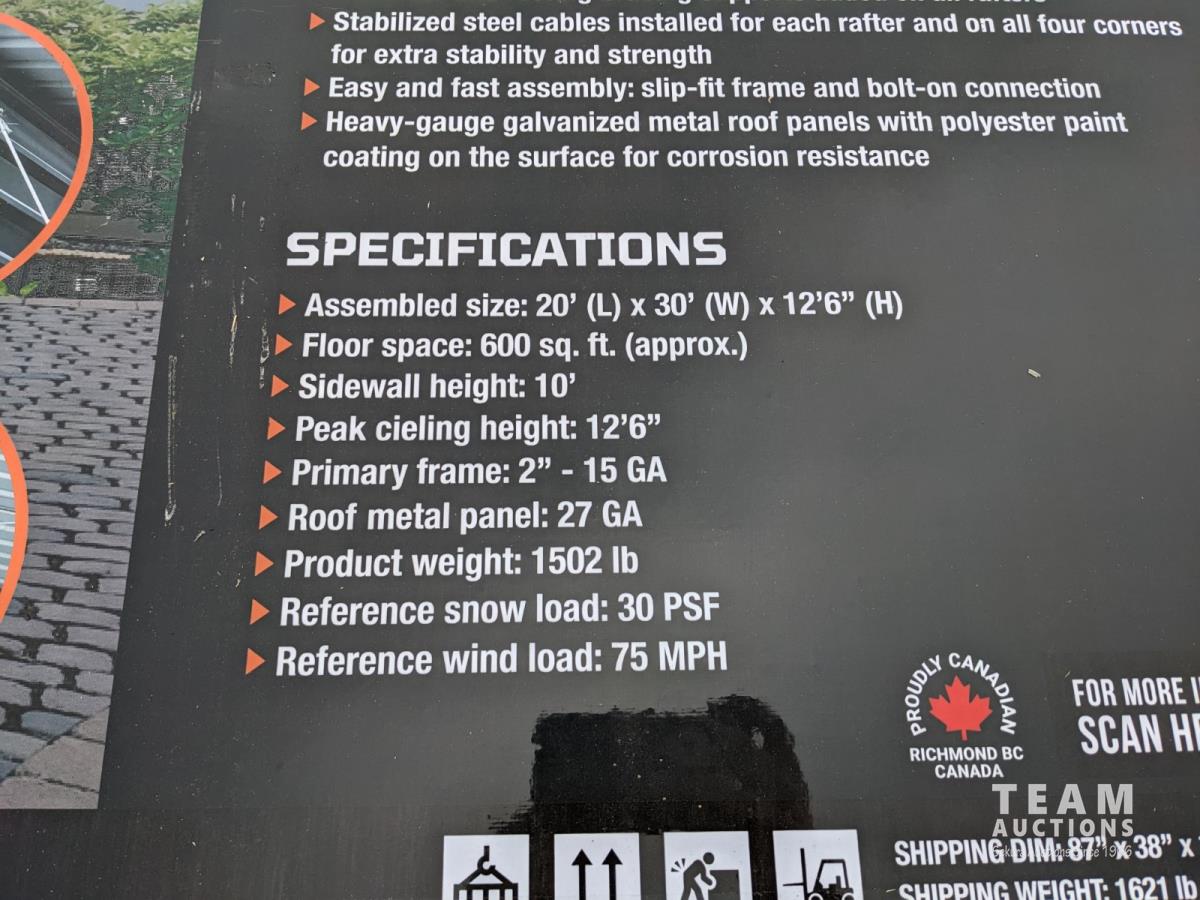 Stabilized steel cables installed for each rafter and on all four corners
for extra stability and strength
Easy and fast assembly: slip-fit frame and bolt-on connection
Heavy-gauge galvanized metal roof panels with polyester paint
coating on the surface for corrosion resistance
SPECIFICATIONS
Assembled size: 20' (L) x 30' (W) x 12'6” (H)
Floor space: 600 sq. ft. (approx.)
Sidewall height: 10'
Peak cieling height: 12'6”
Primary frame: 2” - 15 GA
Roof metal panel: 27 GA
Product weight: 1502 lb
Reference snow load: 30 PSF
Reference wind load: 75 MPH
PROUDLY CANADIAN
RICHMOND BC
CANADA
FOR MORE
SCAN
TEAM
AUCTIONS
SHIPPING DIM: 87” x 38” x
SHIPPING WEIGHT: 1621 lb